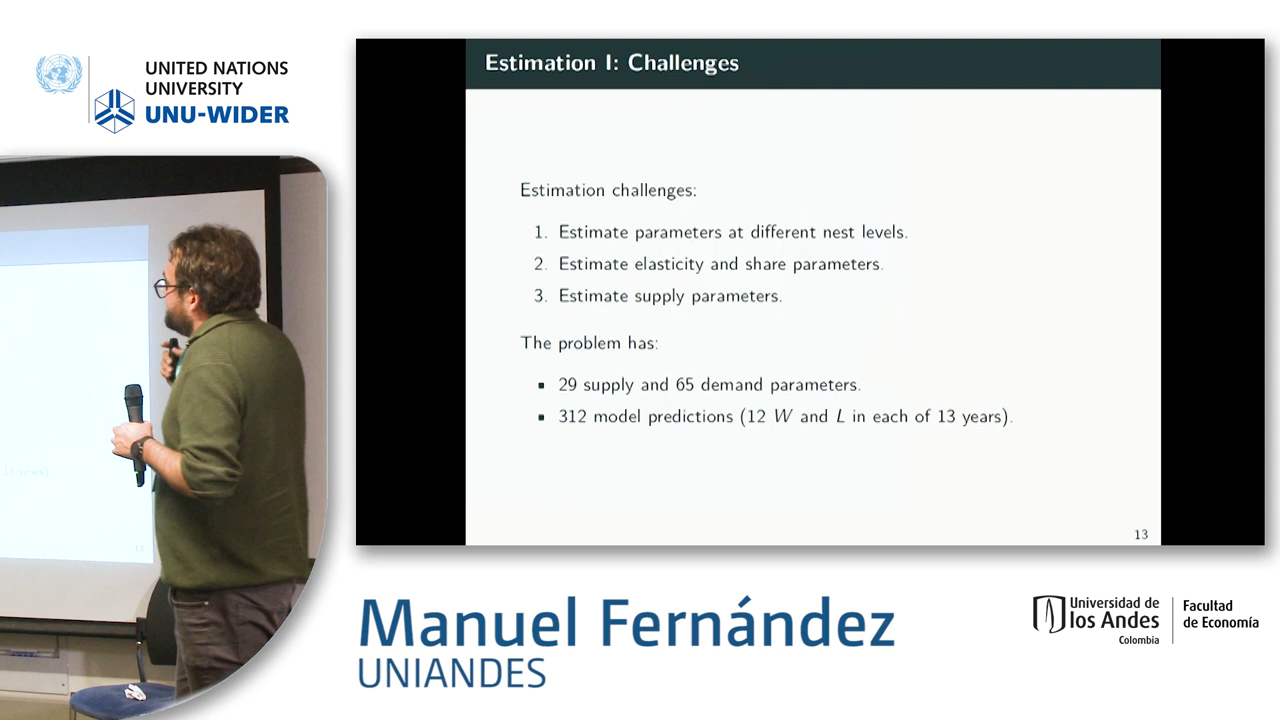 UNITED NATIONS
UNIVERSITY
UNU-WIDER
Estimation I: Challenges
Estimation challenges:
1. Estimate parameters at different nest levels.
2. Estimate elasticity and share parameters.
3. Estimate supply parameters.
The problem has:
▪ 29 supply and 65 demand parameters.
▪ 312 model predictions (12 W and L in each of 13 years).
13
Manuel Fernández
UNIANDES
Universidad de
los Andes
Colombia
Facultad
de Economía